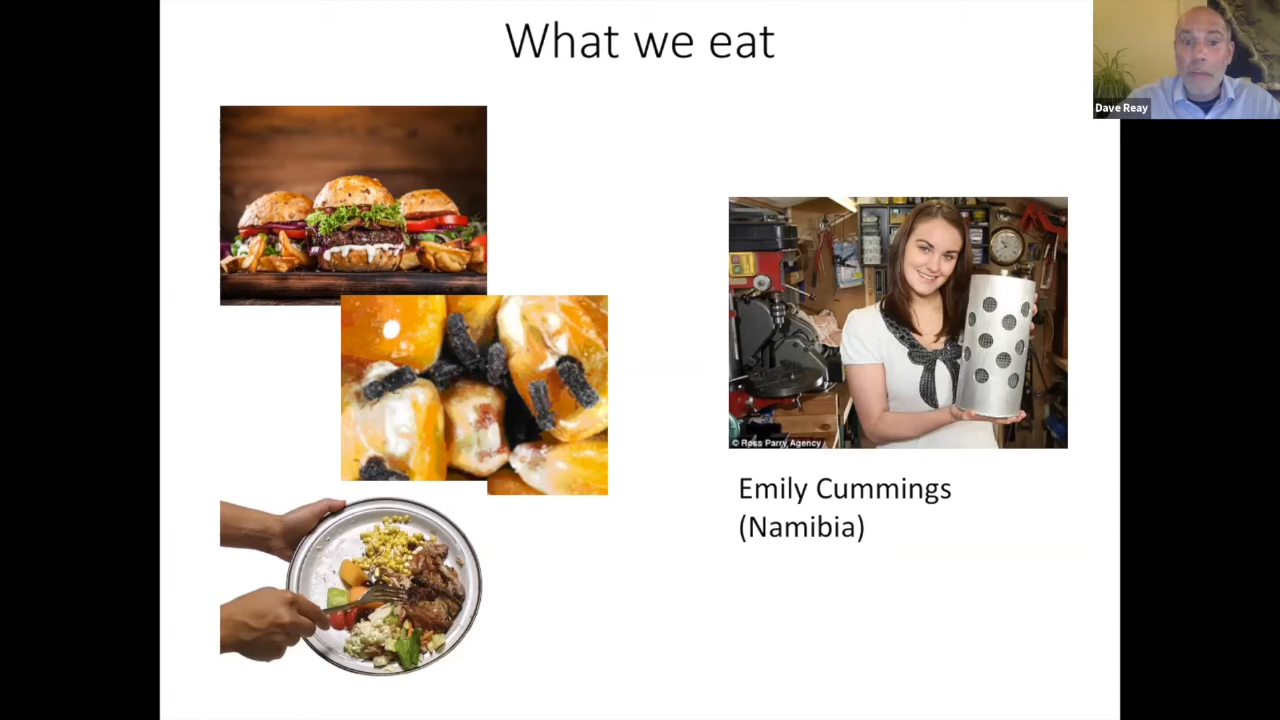 What we eat
Dave Reay
© Ross Parry Agency
Emily Cummings
(Namibia)